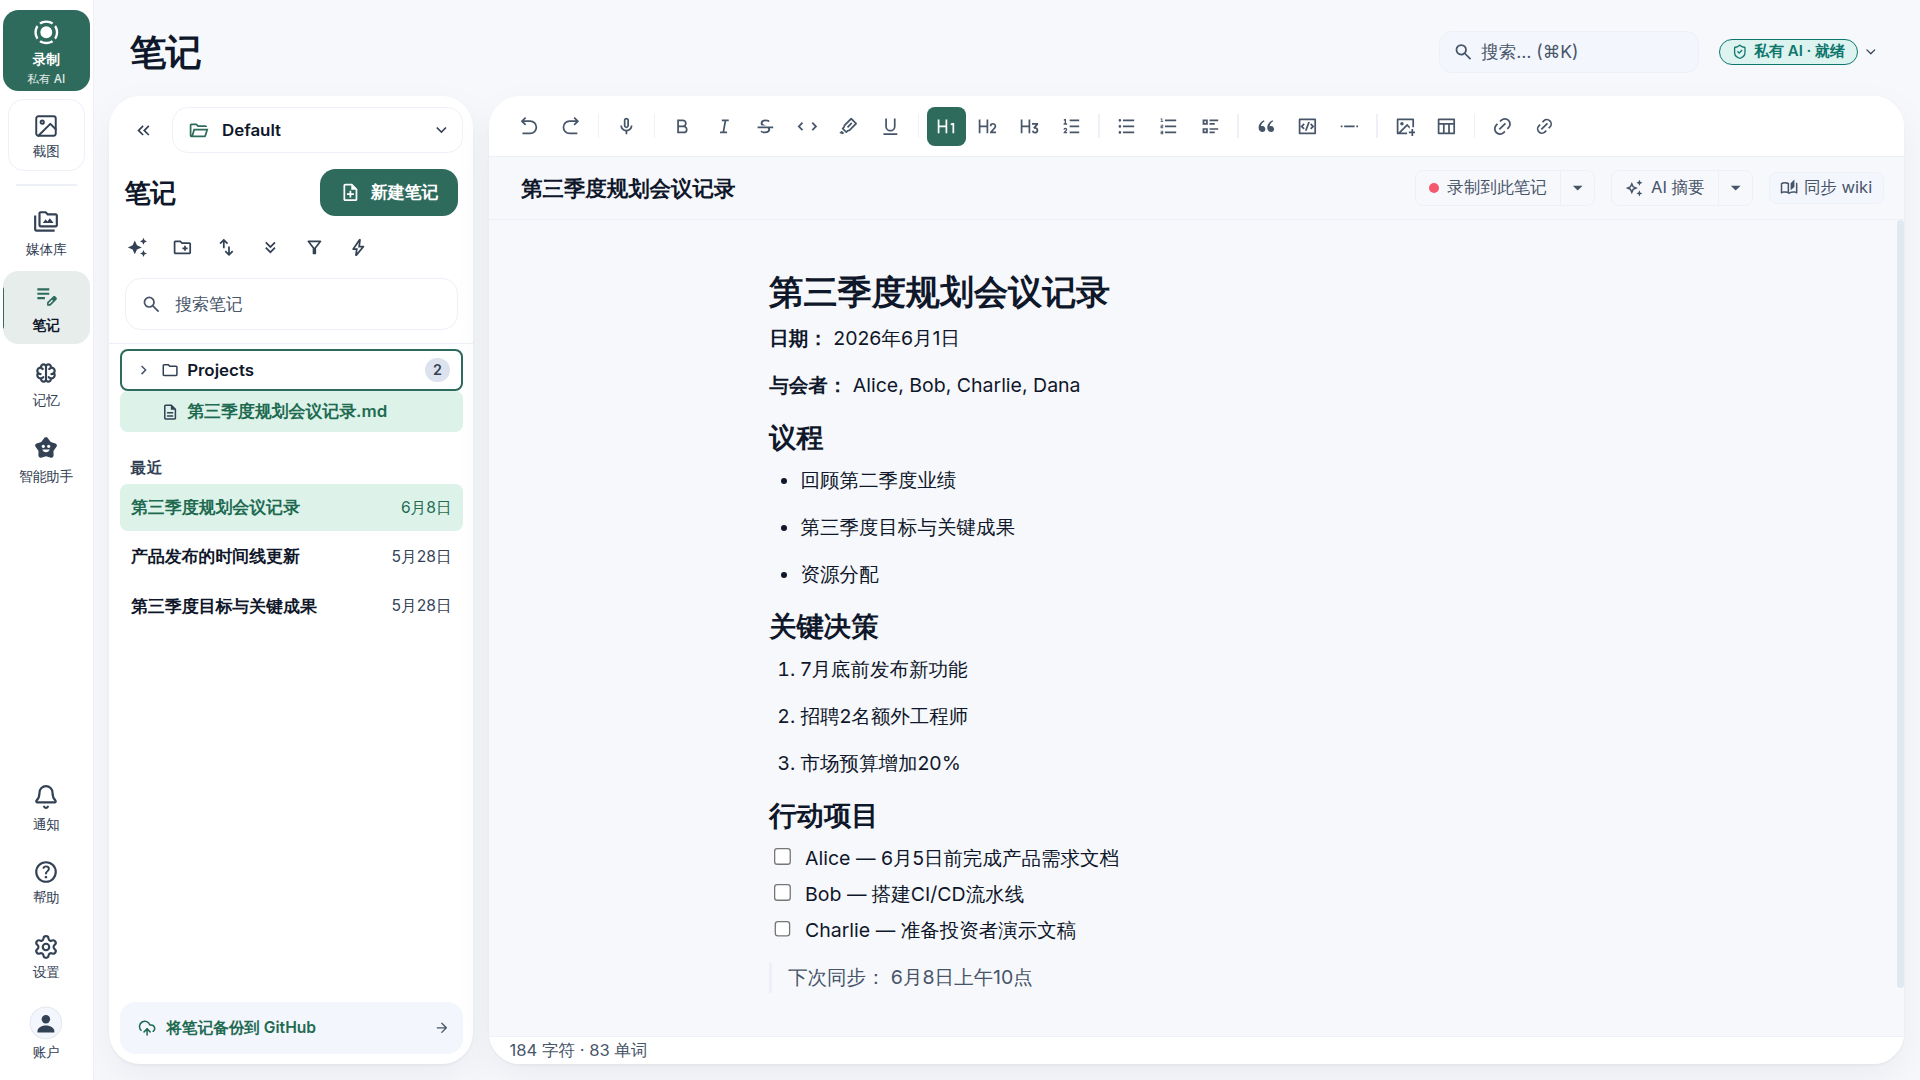 录制
私有 AI
截图
媒体库
笔记
记忆
智能助手
通知
帮助
设置
账户
笔记
搜索... (⌘K)
私有 AI · 就绪
Default
笔记
新建笔记
搜索笔记
Projects
2
第三季度规划会议记录.md
最近
第三季度规划会议记录 6月8日
产品发布的时间线更新 5月28日
第三季度目标与关键成果 5月28日
将笔记备份到 GitHub
H1 H2 H3
第三季度规划会议记录
录制到此笔记
AI 摘要
同步 wiki
第三季度规划会议记录
日期： 2026年6月1日
与会者： Alice, Bob, Charlie, Dana
议程
• 回顾第二季度业绩
• 第三季度目标与关键成果
• 资源分配
关键决策
1. 7月底前发布新功能
2. 招聘2名额外工程师
3. 市场预算增加20%
行动项目
Alice — 6月5日前完成产品需求文档
Bob — 搭建CI/CD流水线
Charlie — 准备投资者演示文稿
下次同步： 6月8日上午10点
184 字符 · 83 单词